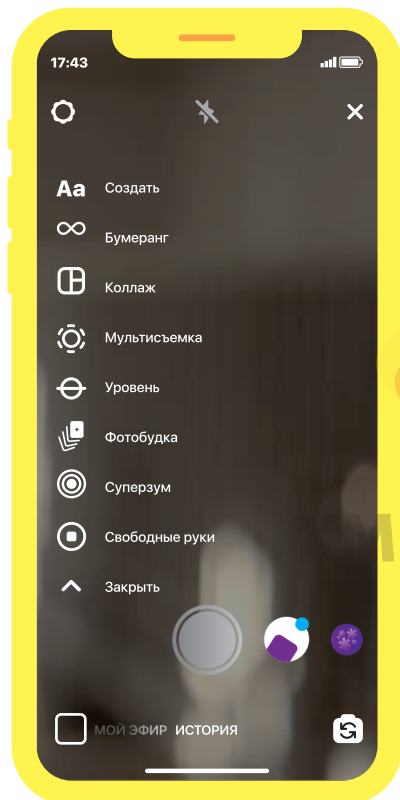 17:43
Aa Создать
Бумеранг
Коллаж
Мультисъемка
Уровень
Фотобудка
Суперзум
Свободные руки
Закрыть
МОЙ ЭФИР ИСТОРИЯ